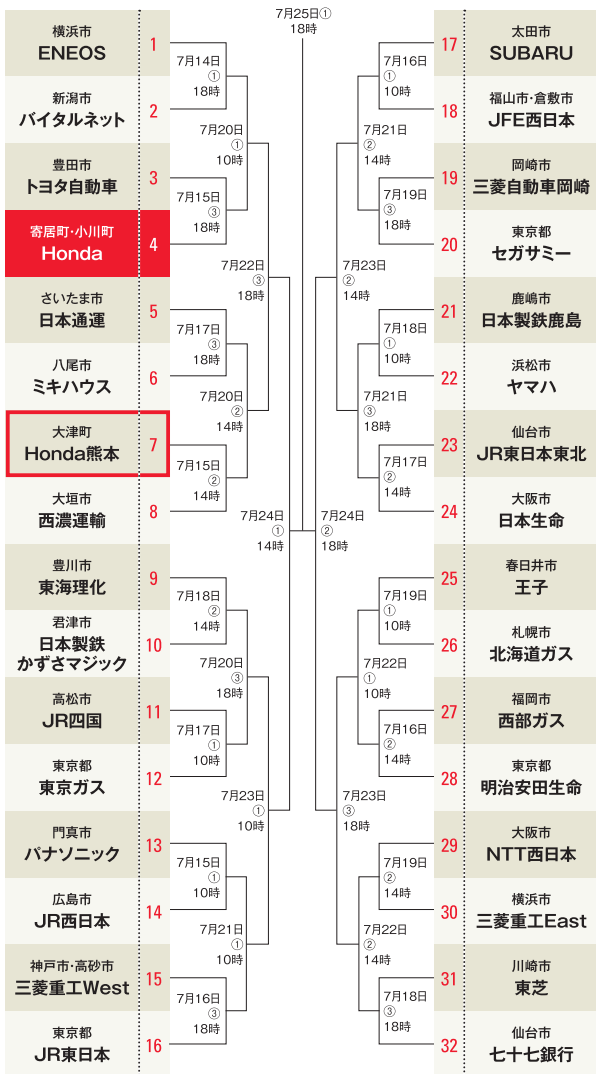 7月25日①
18時
横浜市
ENEOS
1
新潟市
バイタルネット
2
豊田市
トヨタ自動車
3
寄居町・小川町
Honda
4
さいたま市
日本通運
5
八尾市
ミキハウス
6
大津町
Honda熊本
7
大垣市
西濃運輸
8
豊川市
東海理化
9
君津市
日本製鉄
かずさマジック
10
高松市
JR四国
11
東京都
東京ガス
12
門真市
パナソニック
13
広島市
JR西日本
14
神戸市・高砂市
三菱重工West
15
東京都
JR東日本
16
7月14日
①
18時
7月15日
③
18時
7月17日
③
18時
7月15日
②
14時
7月18日
②
14時
7月17日
①
10時
7月15日
①
10時
7月16日
③
18時
7月20日
①
10時
7月20日
②
14時
7月20日
③
18時
7月21日
①
10時
7月22日
③
18時
7月23日
①
10時
7月24日
①
14時
7月24日
②
18時
7月23日
②
14時
7月23日
③
18時
7月21日
②
14時
7月21日
③
18時
7月22日
①
10時
7月22日
②
14時
7月16日
①
10時
7月19日
③
18時
7月18日
①
10時
7月17日
②
14時
7月19日
①
10時
7月16日
②
14時
7月19日
②
14時
7月18日
③
18時
17
太田市
SUBARU
18
福山市・倉敷市
JFE西日本
19
岡崎市
三菱自動車岡崎
20
東京都
セガサミー
21
鹿嶋市
日本製鉄鹿島
22
浜松市
ヤマハ
23
仙台市
JR東日本東北
24
大阪市
日本生命
25
春日井市
王子
26
札幌市
北海道ガス
27
福岡市
西部ガス
28
東京都
明治安田生命
29
大阪市
NTT西日本
30
横浜市
三菱重工East
31
川崎市
東芝
32
仙台市
七十七銀行